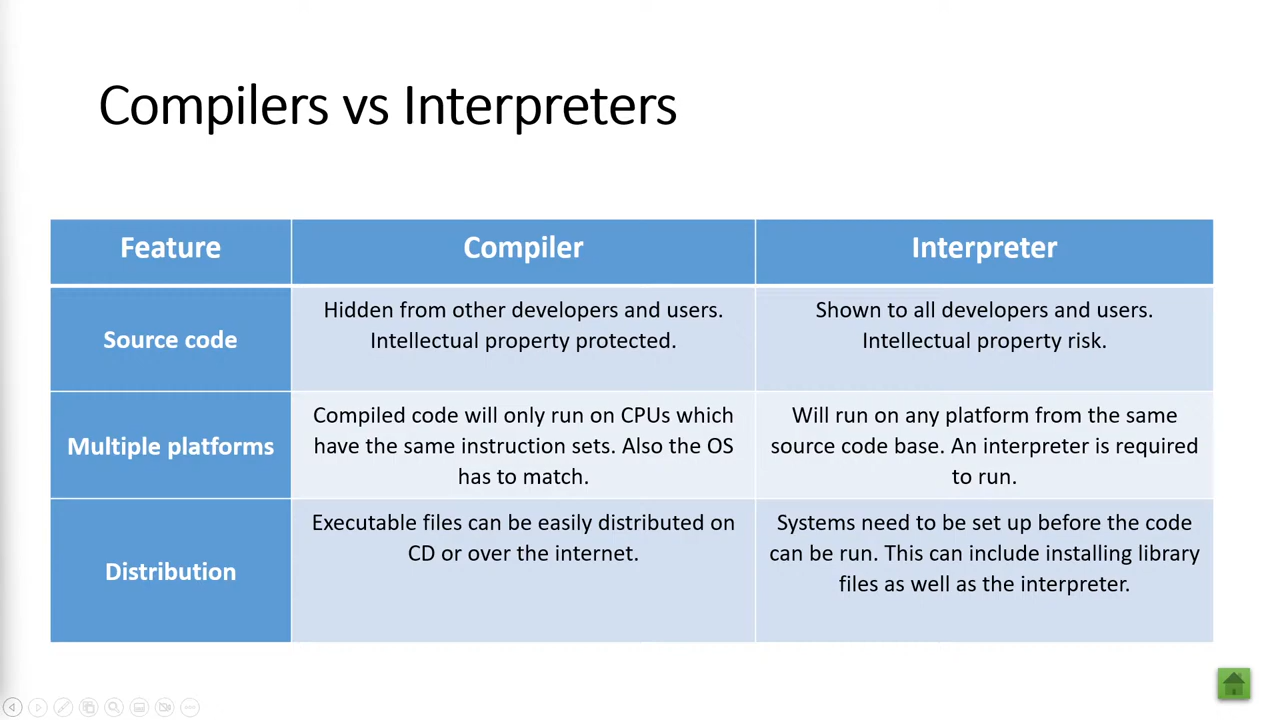 Compilers vs Interpreters
Feature
Compiler
Interpreter
Source code
Hidden from other developers and users.
Intellectual property protected.
Shown to all developers and users.
Intellectual property risk.
Multiple platforms
Compiled code will only run on CPUs which
have the same instruction sets. Also the OS
has to match.
Will run on any platform from the same
source code base. An interpreter is required
to run.
Distribution
Executable files can be easily distributed on
CD or over the internet.
Systems need to be set up before the code
can be run. This can include installing library
files as well as the interpreter.